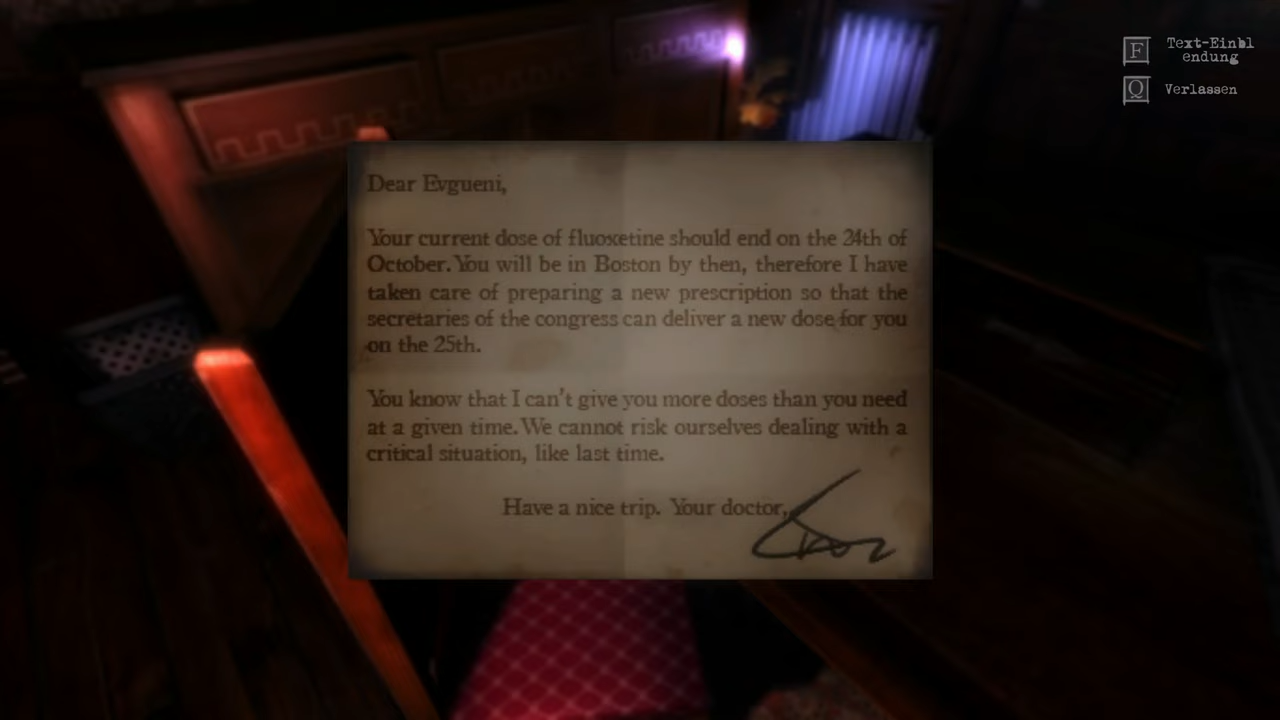 F Text-Einbl
endung
Q Verlassen
Dear Evgueni,
Your current dose of fluoxetine should end on the 24th of
October. You will be in Boston by then, therefore I have
taken care of preparing a new prescription so that the
secretaries of the congress can deliver a new dose for you
on the 25th.
You know that I can't give you more doses than you need
at a given time. We cannot risk ourselves dealing with a
critical situation, like last time.
Have a nice trip. Your doctor,